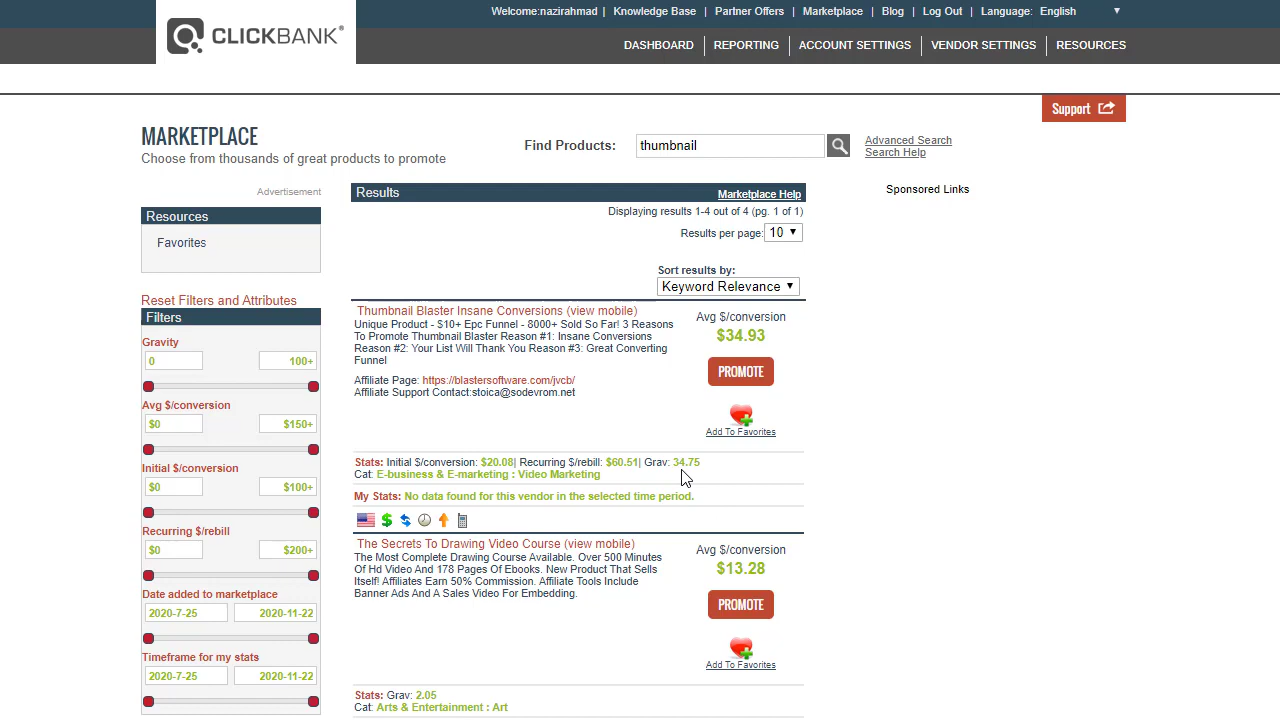 Welcome:nazirahmad | Knowledge Base | Partner Offers | Marketplace | Blog | Log Out | Language: English
CLICKBANK®
DASHBOARD | REPORTING | ACCOUNT SETTINGS | VENDOR SETTINGS | RESOURCES
Support
MARKETPLACE
Choose from thousands of great products to promote
Find Products: thumbnail
Advanced Search
Search Help
Advertisement
Resources
Favorites
Reset Filters and Attributes
Filters
Gravity
0 100+
Avg $/conversion
$0 $150+
Initial $/conversion
$0 $100+
Recurring $/rebill
$0 $200+
Date added to marketplace
2020-7-25 2020-11-22
Timeframe for my stats
2020-7-25 2020-11-22
Results Marketplace Help
Displaying results 1-4 out of 4 (pg. 1 of 1)
Results per page: 10
Sort results by:
Keyword Relevance
Thumbnail Blaster Insane Conversions (view mobile)
Unique Product - $10+ Epc Funnel - 8000+ Sold So Far! 3 Reasons
To Promote Thumbnail Blaster Reason #1: Insane Conversions
Reason #2: Your List Will Thank You Reason #3: Great Converting
Funnel
Affiliate Page: https://blastersoftware.com/jvcb/
Affiliate Support Contact:stoica@sodevrom.net
Avg $/conversion
$34.93
PROMOTE
Add To Favorites
Stats: Initial $/conversion: $20.08| Recurring $/rebill: $60.51| Grav: 34.75
Cat: E-business & E-marketing : Video Marketing
My Stats: No data found for this vendor in the selected time period.
The Secrets To Drawing Video Course (view mobile)
The Most Complete Drawing Course Available. Over 500 Minutes
Of Hd Video And 178 Pages Of Ebooks. New Product That Sells
Itself! Affiliates Earn 50% Commission. Affiliate Tools Include
Banner Ads And A Sales Video For Embedding.
Avg $/conversion
$13.28
PROMOTE
Add To Favorites
Stats: Grav: 2.05
Cat: Arts & Entertainment : Art
Sponsored Links